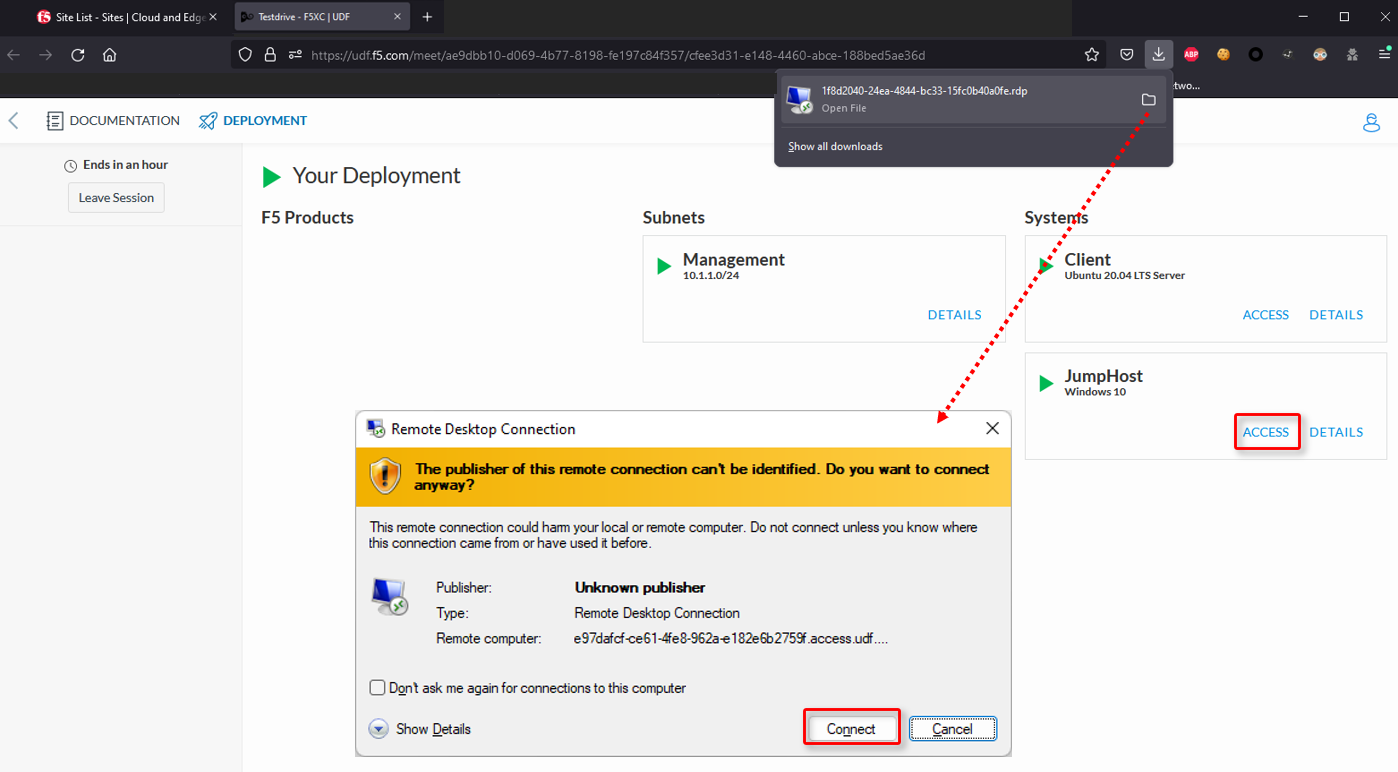 Site List - Sites | Cloud and Edge
Testdrive - F5XC | UDF
https://udf.f5.com/meet/ae9dbb10-d069-4b77-8198-fe197c84f357/cfee3d31-e148-4460-abce-188bed5ae36d
ABP
1f8d2040-24ea-4844-bc33-15fc0b40a0fe.rdp
Open File
Show all downloads
etwo...
DOCUMENTATION
DEPLOYMENT
Ends in an hour
Leave Session
Your Deployment
F5 Products
Subnets
Systems
Management
10.1.1.0/24
DETAILS
Client
Ubuntu 20.04 LTS Server
ACCESS DETAILS
JumpHost
Windows 10
ACCESS DETAILS
Remote Desktop Connection
The publisher of this remote connection can't be identified. Do you want to connect
anyway?
This remote connection could harm your local or remote computer. Do not connect unless you know where
this connection came from or have used it before.
Publisher: Unknown publisher
Type: Remote Desktop Connection
Remote computer: e97dafcf-ce61-4fe8-962a-e182e6b2759f.access.udf....
Don't ask me again for connections to this computer
Show Details
Connect
Cancel